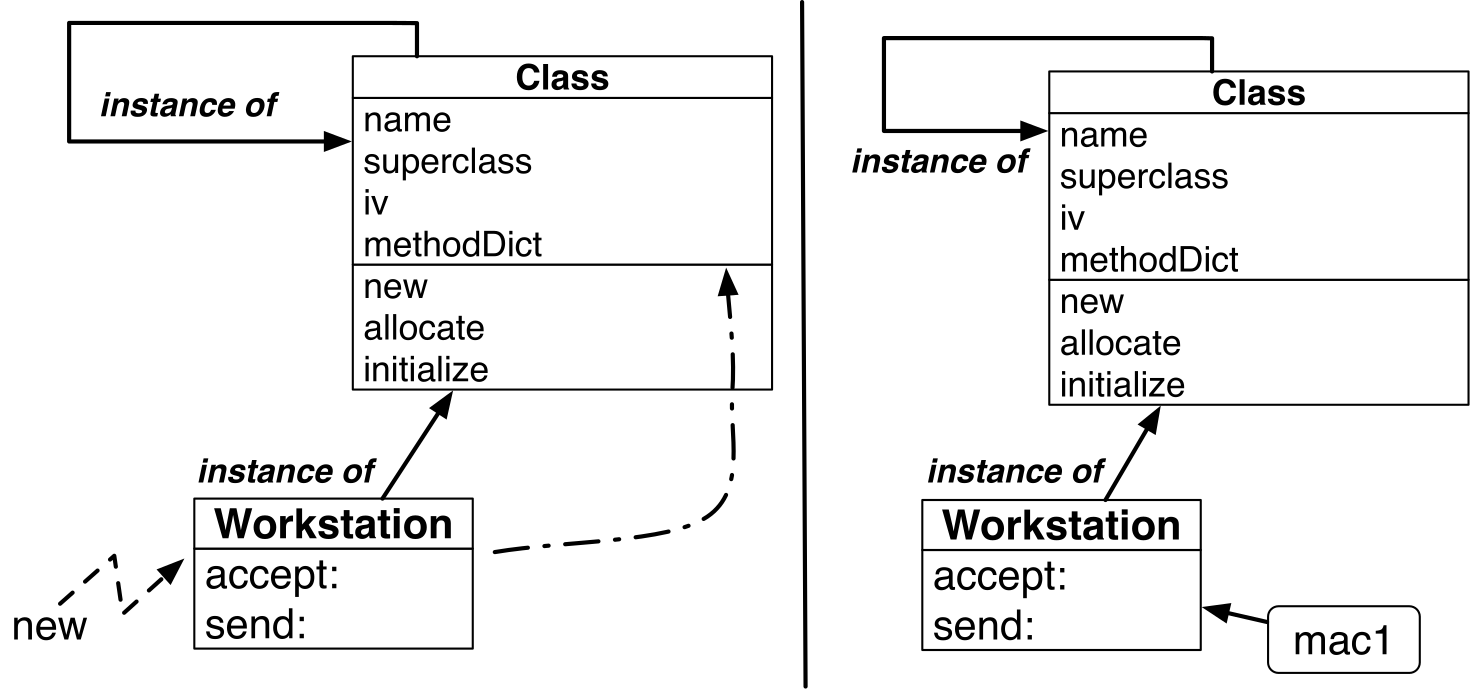 Class
instance of
name
superclass
iv
methodDict
new
allocate
initialize
instance of
Workstation
accept:
send:
new
Class
name
instance of
superclass
iv
methodDict
new
allocate
initialize
instance of
Workstation
accept:
send:
mac1